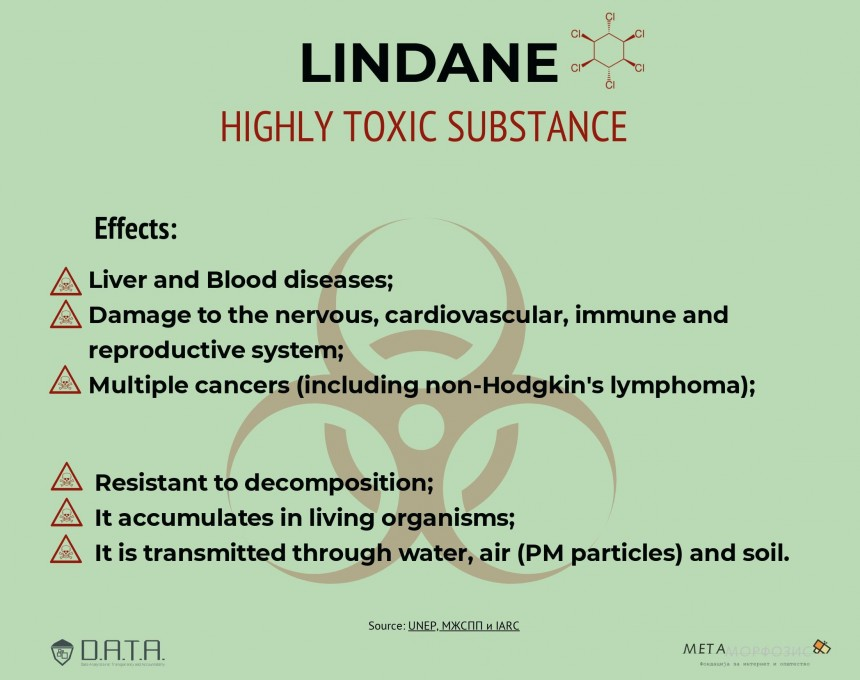 LINDANE
Cl
Cl
Cl
Cl
Cl
Cl
HIGHLY TOXIC SUBSTANCE
Effects:
Liver and Blood diseases;
Damage to the nervous, cardiovascular, immune and
reproductive system;
Multiple cancers (including non-Hodgkin's lymphoma);
Resistant to decomposition;
It accumulates in living organisms;
It is transmitted through water, air (PM particles) and soil.
Source: UNEP, МЖСПП и IARC
D.A.T.A.
МЕТАМОРФОЗИС
Фондација за интернет и општество